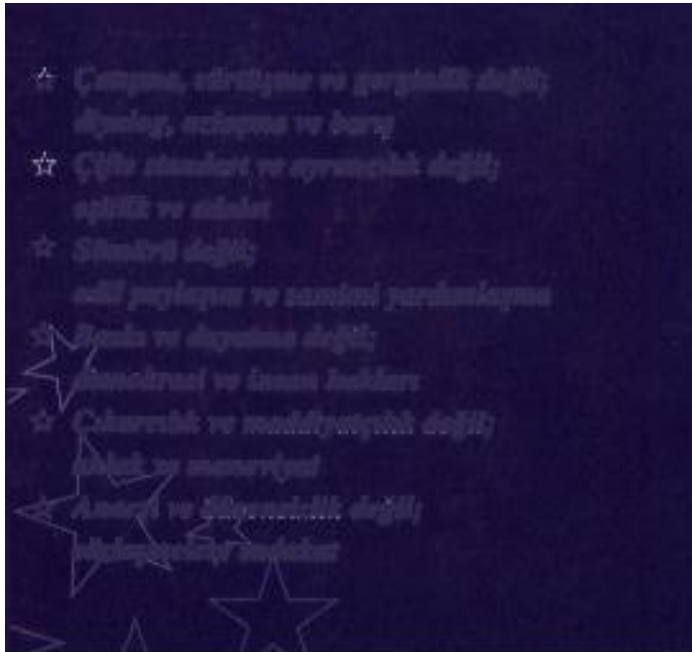 Çatışma, sürtüşme ve gerginlik değil;
diyalog, uzlaşma ve barış
Çifte standart ve ayrımcılık değil;
eşitlik ve adalet
Sömürü değil;
adil paylaşım ve samimi yardımlaşma
Baskı ve dayatma değil;
demokrasi ve insan hakları
Çıkarcılık ve maddiyatçılık değil;
ahlak ve maneviyat
ve değil;